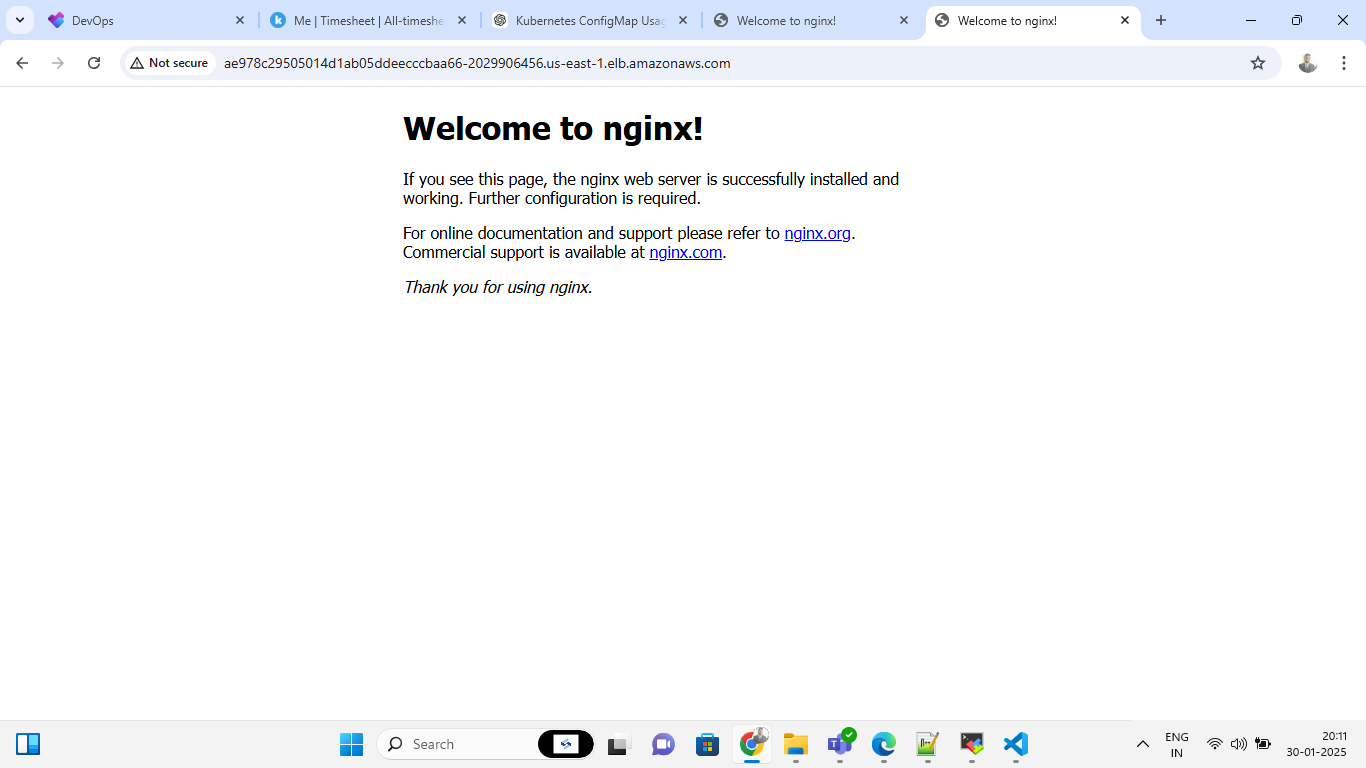 DevOps
Me | Timesheet | All-timeshe
Kubernetes ConfigMap Usag
Welcome to nginx!
Welcome to nginx!
Not secure
ae978c29505014d1ab05ddeecccbaa66-2029906456.us-east-1.elb.amazonaws.com
Welcome to nginx!
If you see this page, the nginx web server is successfully installed and
working. Further configuration is required.
For online documentation and support please refer to nginx.org.
Commercial support is available at nginx.com.
Thank you for using nginx.
Search
ENG
IN
20:11
30-01-2025